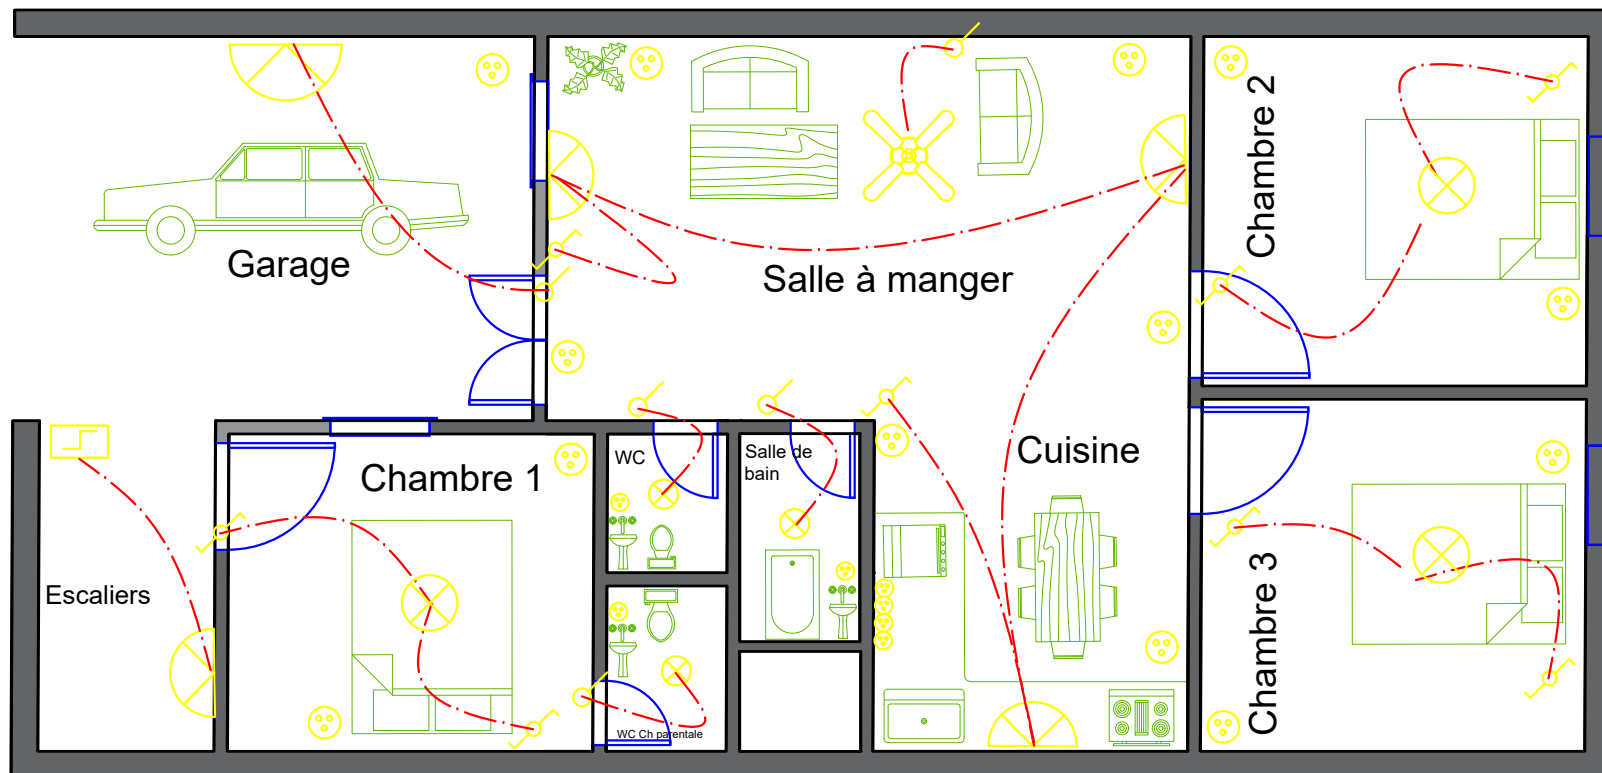 Garage
Salle à manger
Chambre 2
Chambre 1
WC
Salle de
bain
Cuisine
Escaliers
Chambre 3
WC Ch parentale